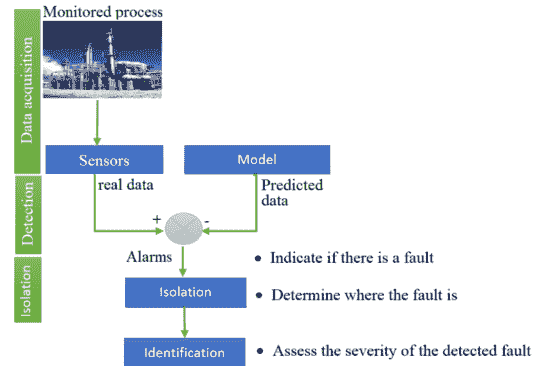 Monitored process
Data acquisition
Sensors
Model
real data
Predicted
data
Detection
+
-
Alarms
• Indicate if there is a fault
Isolation
Isolation
• Determine where the fault is
Identification
• Assess the severity of the detected fault